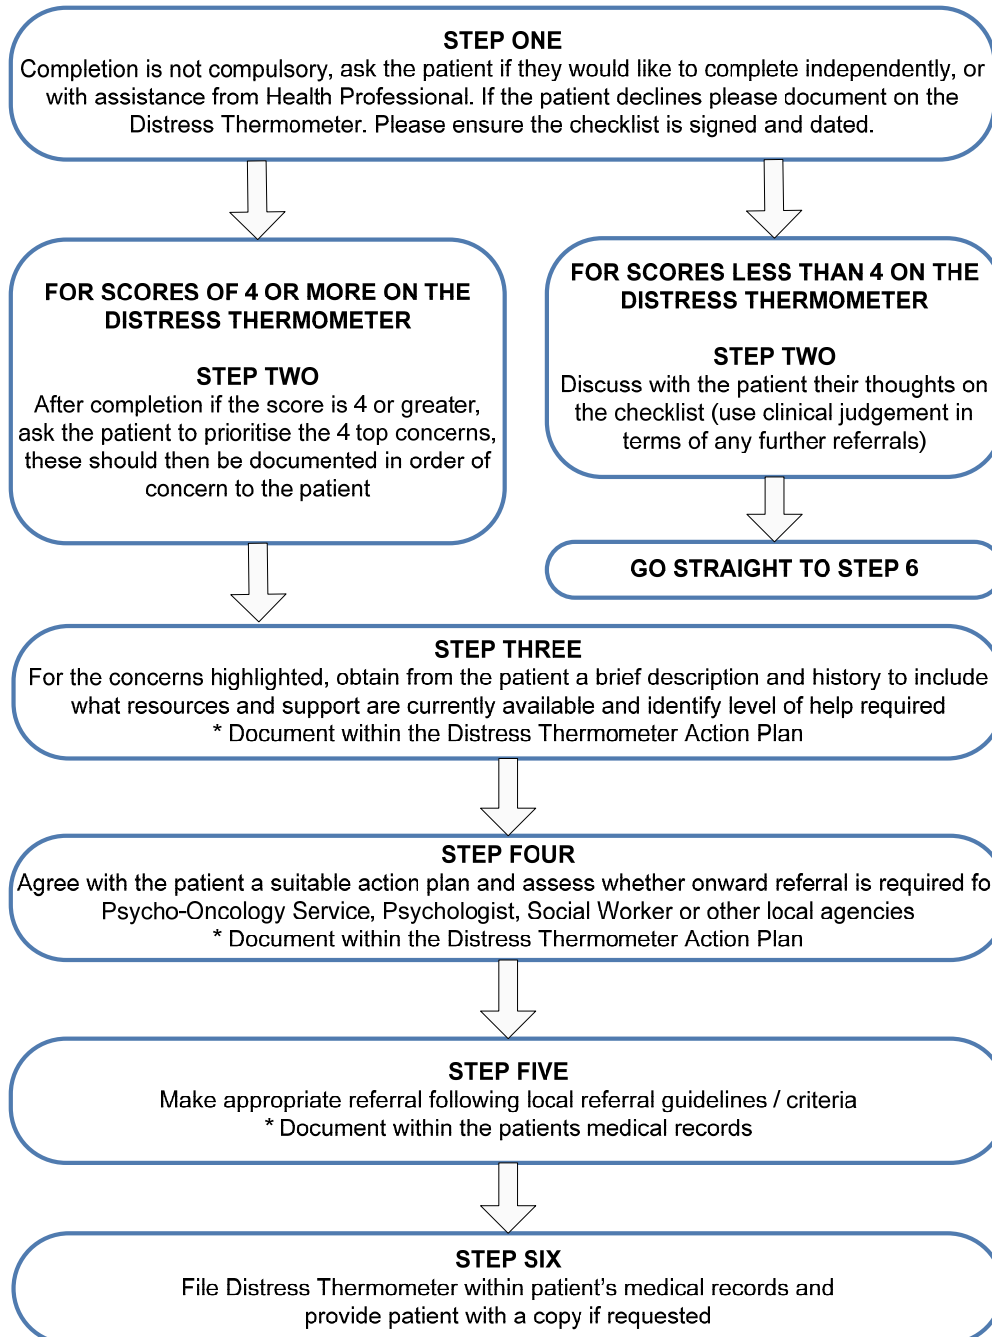 STEP ONE
Completion is not compulsory, ask the patient if they would like to complete independently, or
with assistance from Health Professional. If the patient declines please document on the
Distress Thermometer. Please ensure the checklist is signed and dated.
FOR SCORES OF 4 OR MORE ON THE
DISTRESS THERMOMETER
STEP TWO
After completion if the score is 4 or greater,
ask the patient to prioritise the 4 top concerns,
these should then be documented in order of
concern to the patient
FOR SCORES LESS THAN 4 ON THE
DISTRESS THERMOMETER
STEP TWO
Discuss with the patient their thoughts on
the checklist (use clinical judgement in
terms of any further referrals)
GO STRAIGHT TO STEP 6
STEP THREE
For the concerns highlighted, obtain from the patient a brief description and history to include
what resources and support are currently available and identify level of help required
* Document within the Distress Thermometer Action Plan
STEP FOUR
Agree with the patient a suitable action plan and assess whether onward referral is required fo
Psycho-Oncology Service, Psychologist, Social Worker or other local agencies
* Document within the Distress Thermometer Action Plan
STEP FIVE
Make appropriate referral following local referral guidelines / criteria
* Document within the patients medical records
STEP SIX
File Distress Thermometer within patient's medical records and
provide patient with a copy if requested